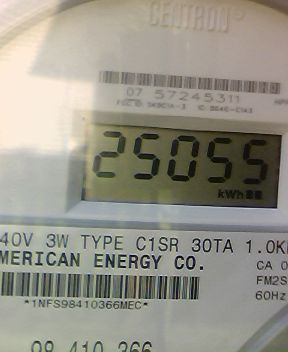 CENTRON®
07 57245311
25055
kWh
40V 3W TYPE C1SR 30TA 1.0K
MERICAN ENERGY CO.
CA 0
FM2S
60Hz
*1NFS98410366MEC*
98 410 366